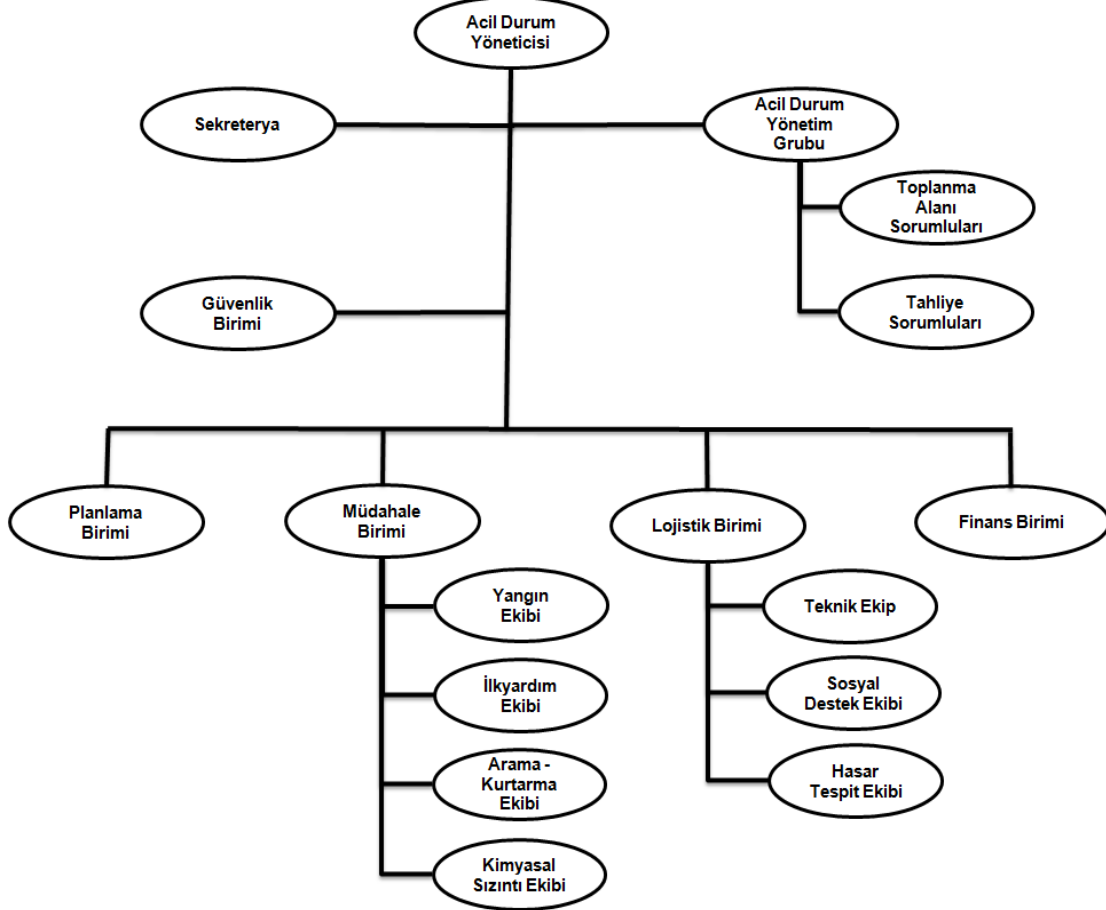 Acil Durum
Yöneticisi
Sekreterya
Acil Durum
Yönetim
Grubu
Toplanma
Alanı
Sorumluları
Güvenlik
Birimi
Tahliye
Sorumluları
Planlama
Birimi
Müdahale
Birimi
Lojistik Birimi
Finans Birimi
Yangın
Ekibi
İlkyardım
Ekibi
Arama -
Kurtarma
Ekibi
Kimyasal
Sızıntı Ekibi
Teknik Ekip
Sosyal
Destek Ekibi
Hasar
Tespit Ekibi